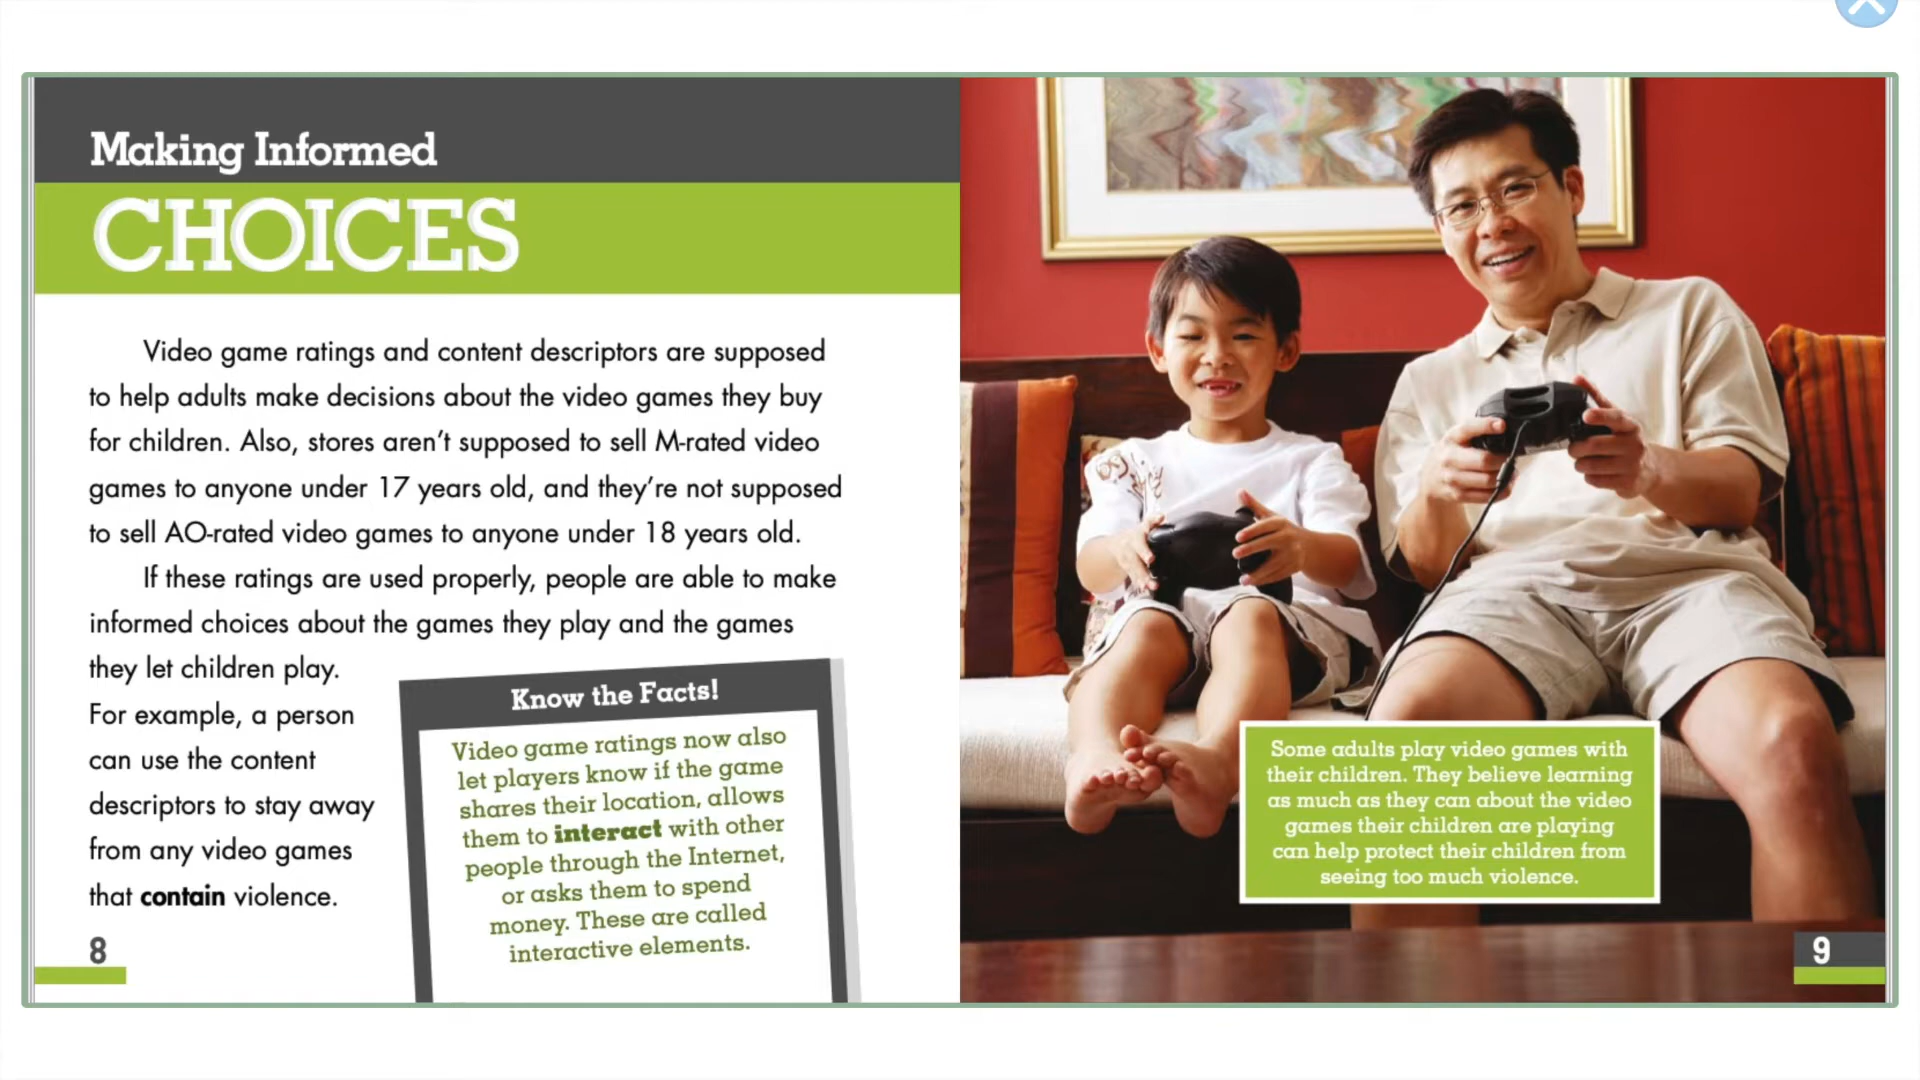 Making Informed
CHOICES
Video game ratings and content descriptors are supposed
to help adults make decisions about the video games they buy
for children. Also, stores aren't supposed to sell M-rated video
games to anyone under 17 years old, and they're not supposed
to sell AO-rated video games to anyone under 18 years old.
If these ratings are used properly, people are able to make
informed choices about the games they play and the games
they let children play.
For example, a person
can use the content
descriptors to stay away
from any video games
that contain violence.
8
Know the Facts!
Video game ratings now also
let players know if the game
shares their location, allows
them to interact with other
people through the Internet,
or asks them to spend
money. These are called
interactive elements.
Some adults play video games with
their children. They believe learning
as much as they can about the video
games their children are playing
can help protect their children from
seeing too much violence.
9